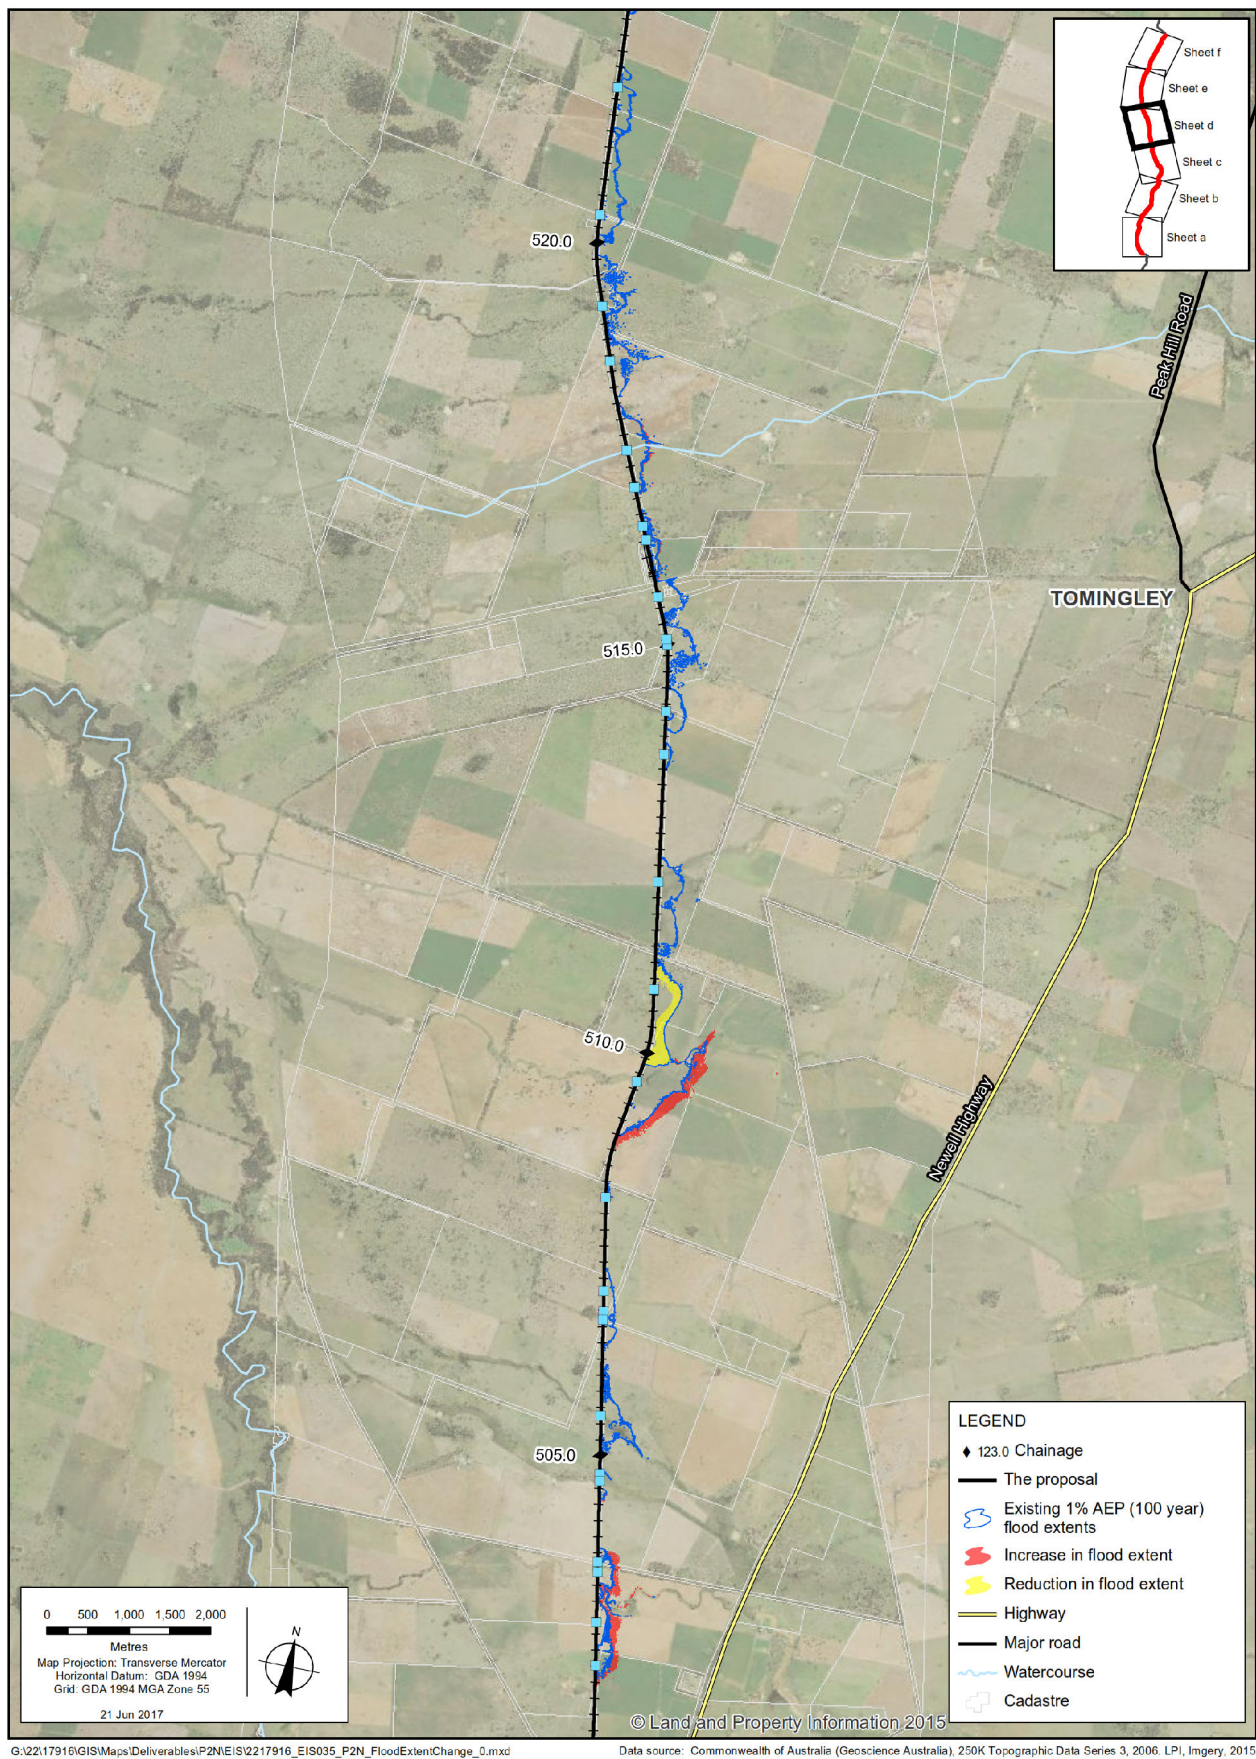 Sheet f
Sheet e
Sheet d
Sheet c
Sheet b
Sheet a
520.0
Peak Hill Road
TOMINGLEY
515.0
510.0
Newell Highway
505.0
LEGEND
123.0 Chainage
The proposal
Existing 1% AEP (100 year)
flood extents
Increase in flood extent
Reduction in flood extent
Highway
Major road
Watercourse
Cadastre
0 500 1,000 1,500 2,000
Metres
Map Projection: Transverse Mercator
Horizontal Datum: GDA 1994
Grid: GDA 1994 MGA Zone 55
21 Jun 2017
N
© Land and Property Information 2015
G:\22\17916\GIS\Maps\Deliverables\P2N\EIS\2217916_EIS035_P2N_FloodExtentChange_0.mxd
Data source: Commonwealth of Australia (Geoscience Australia), 250K Topographic Data Series 3, 2006. LPI, Imgery, 2015